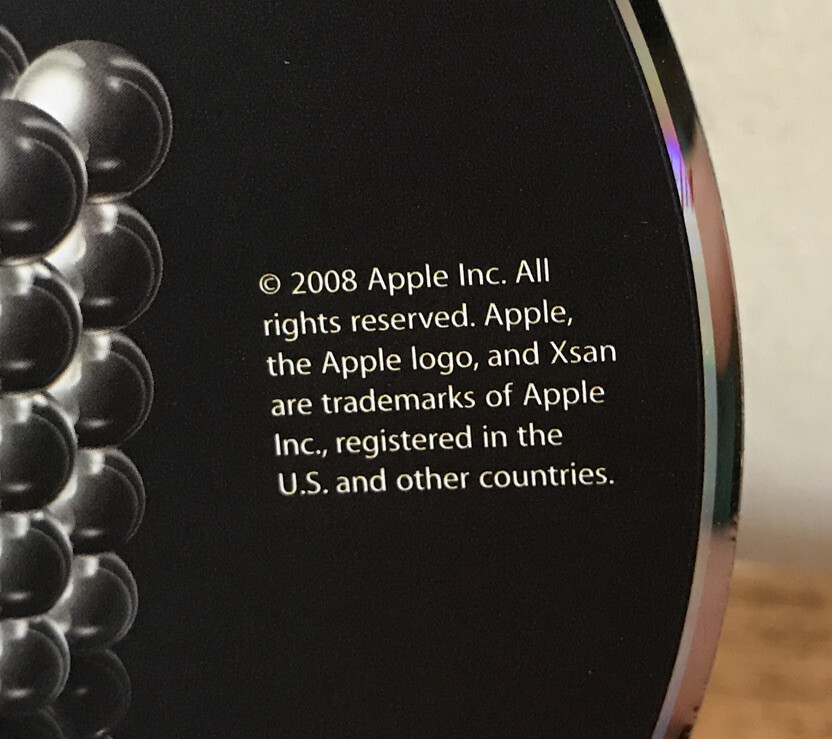 © 2008 Apple Inc. All
rights reserved. Apple,
the Apple logo, and Xsan
are trademarks of Apple
Inc., registered in the
U.S. and other countries.